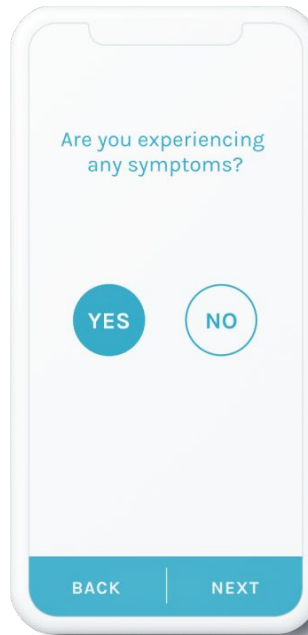 Are you experiencing
any symptoms?
YES NO
BACK NEXT